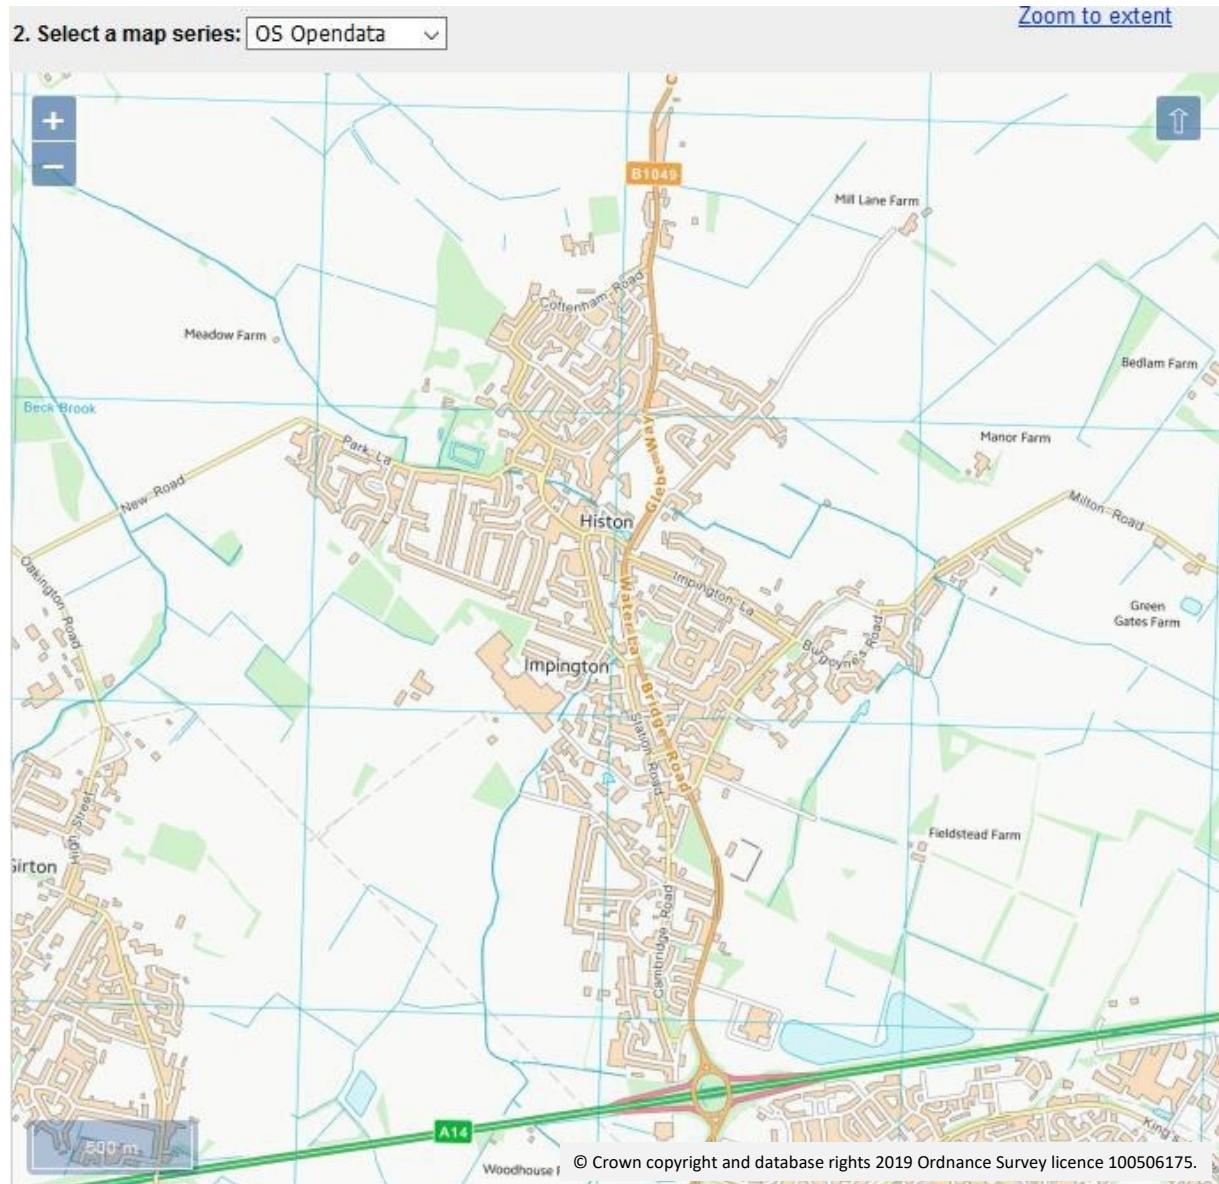 2. Select a map series: OS Opendata
Zoom to extent
+
−
B1049
Mill Lane Farm
Cottenham Road
Meadow Farm
Bedlam Farm
Beck Brook
Glebe Way
Manor Farm
Park La
New Road
Milton Road
Histon
Oakington Road
Impington La
Green
Gates Farm
Water La
Burgoyne's Road
Impington
Bridge Road
Station Road
High Street
Fieldstead Farm
Girton
Cambridge Road
A14
King's
500 m
Woodhouse F
© Crown copyright and database rights 2019 Ordnance Survey licence 100506175.